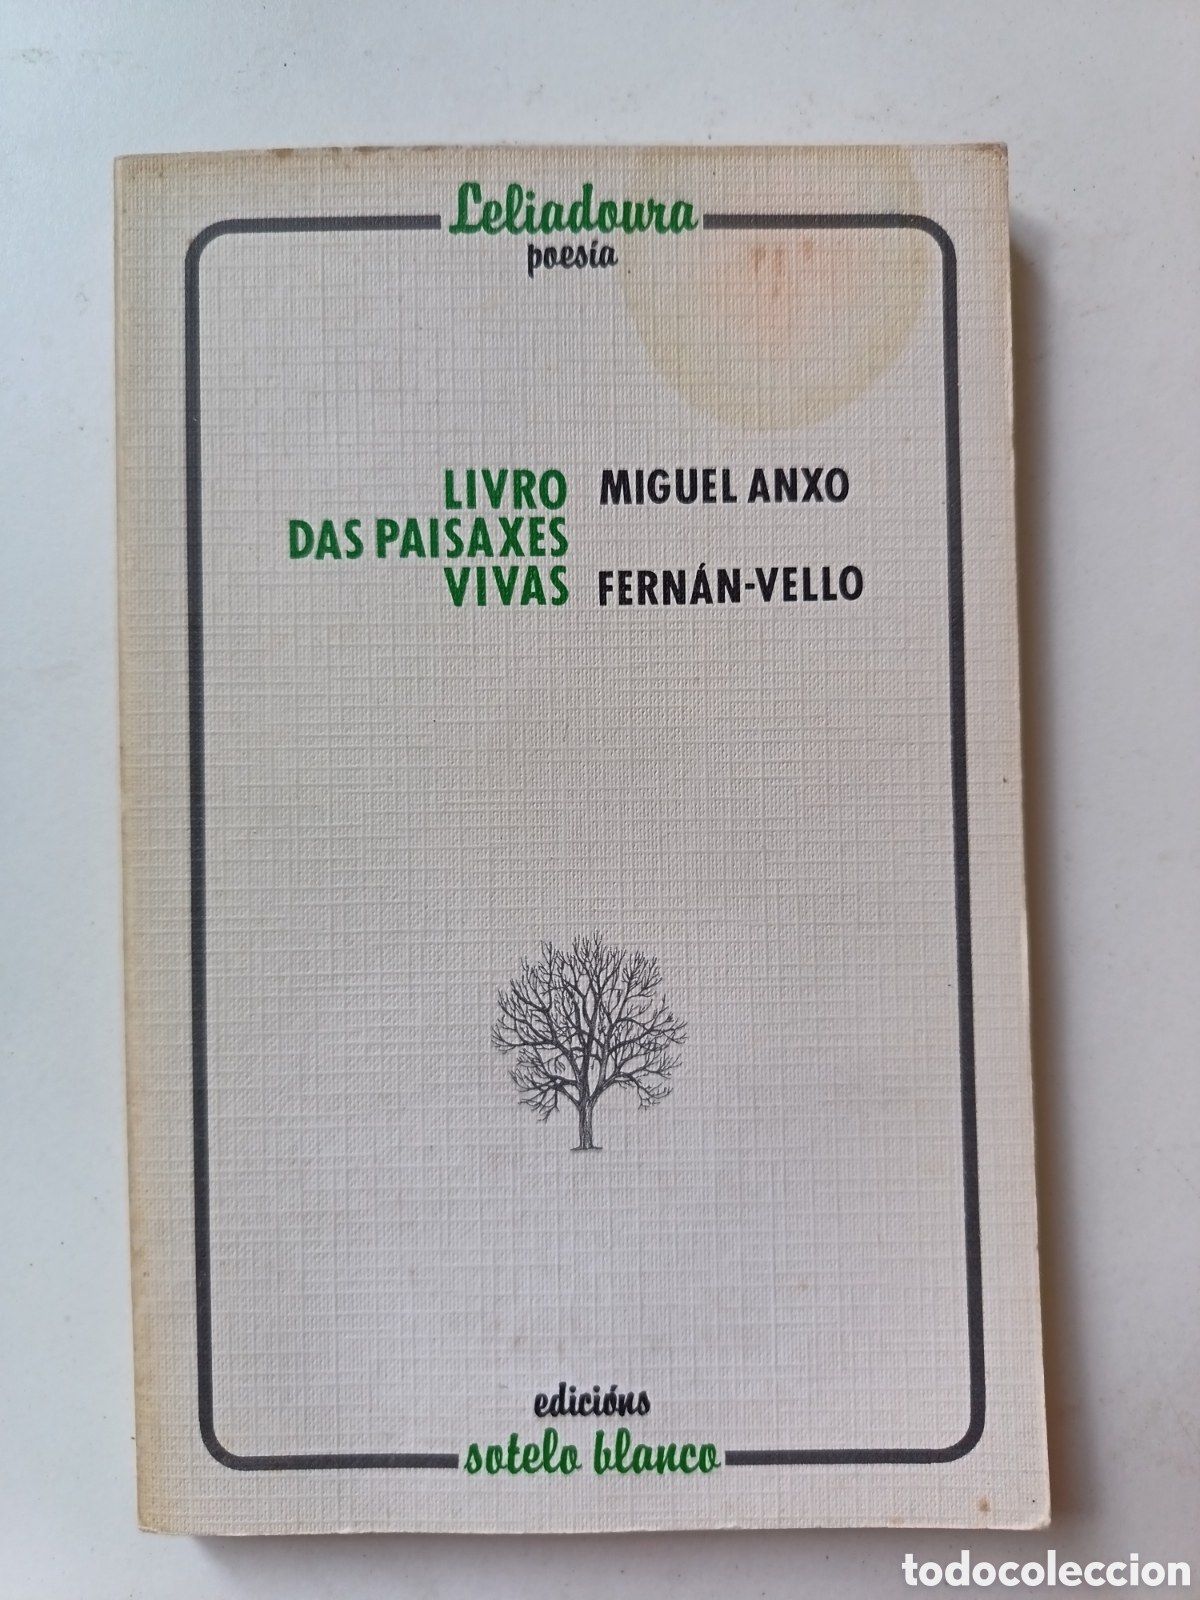 Leliadoura
poesía
LIVRO
DAS PAISAXES
VIVAS
MIGUEL ANXO
FERNÁN-VELLO
edicións
sotelo blanco
todocoleccion